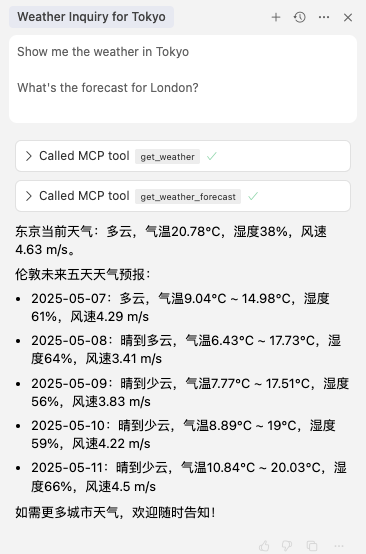 Weather Inquiry for Tokyo
Show me the weather in Tokyo
What's the forecast for London?
Called MCP tool get_weather
Called MCP tool get_weather_forecast
东京当前天气：多云，气温20.78°C，湿度38%，风速
4.63 m/s。
伦敦未来五天天气预报：
• 2025-05-07：多云，气温9.04°C ~ 14.98°C，湿度
61%，风速4.29 m/s
• 2025-05-08：晴到多云，气温6.43°C ~ 17.73°C，湿
度64%，风速3.41 m/s
• 2025-05-09：晴到少云，气温7.77°C ~ 17.51°C，湿度
56%，风速3.83 m/s
• 2025-05-10：晴到少云，气温8.89°C ~ 19°C，湿度
59%，风速4.22 m/s
• 2025-05-11：晴到少云，气温10.84°C ~ 20.03°C，湿
度66%，风速4.5 m/s
如需更多城市天气，欢迎随时告知！